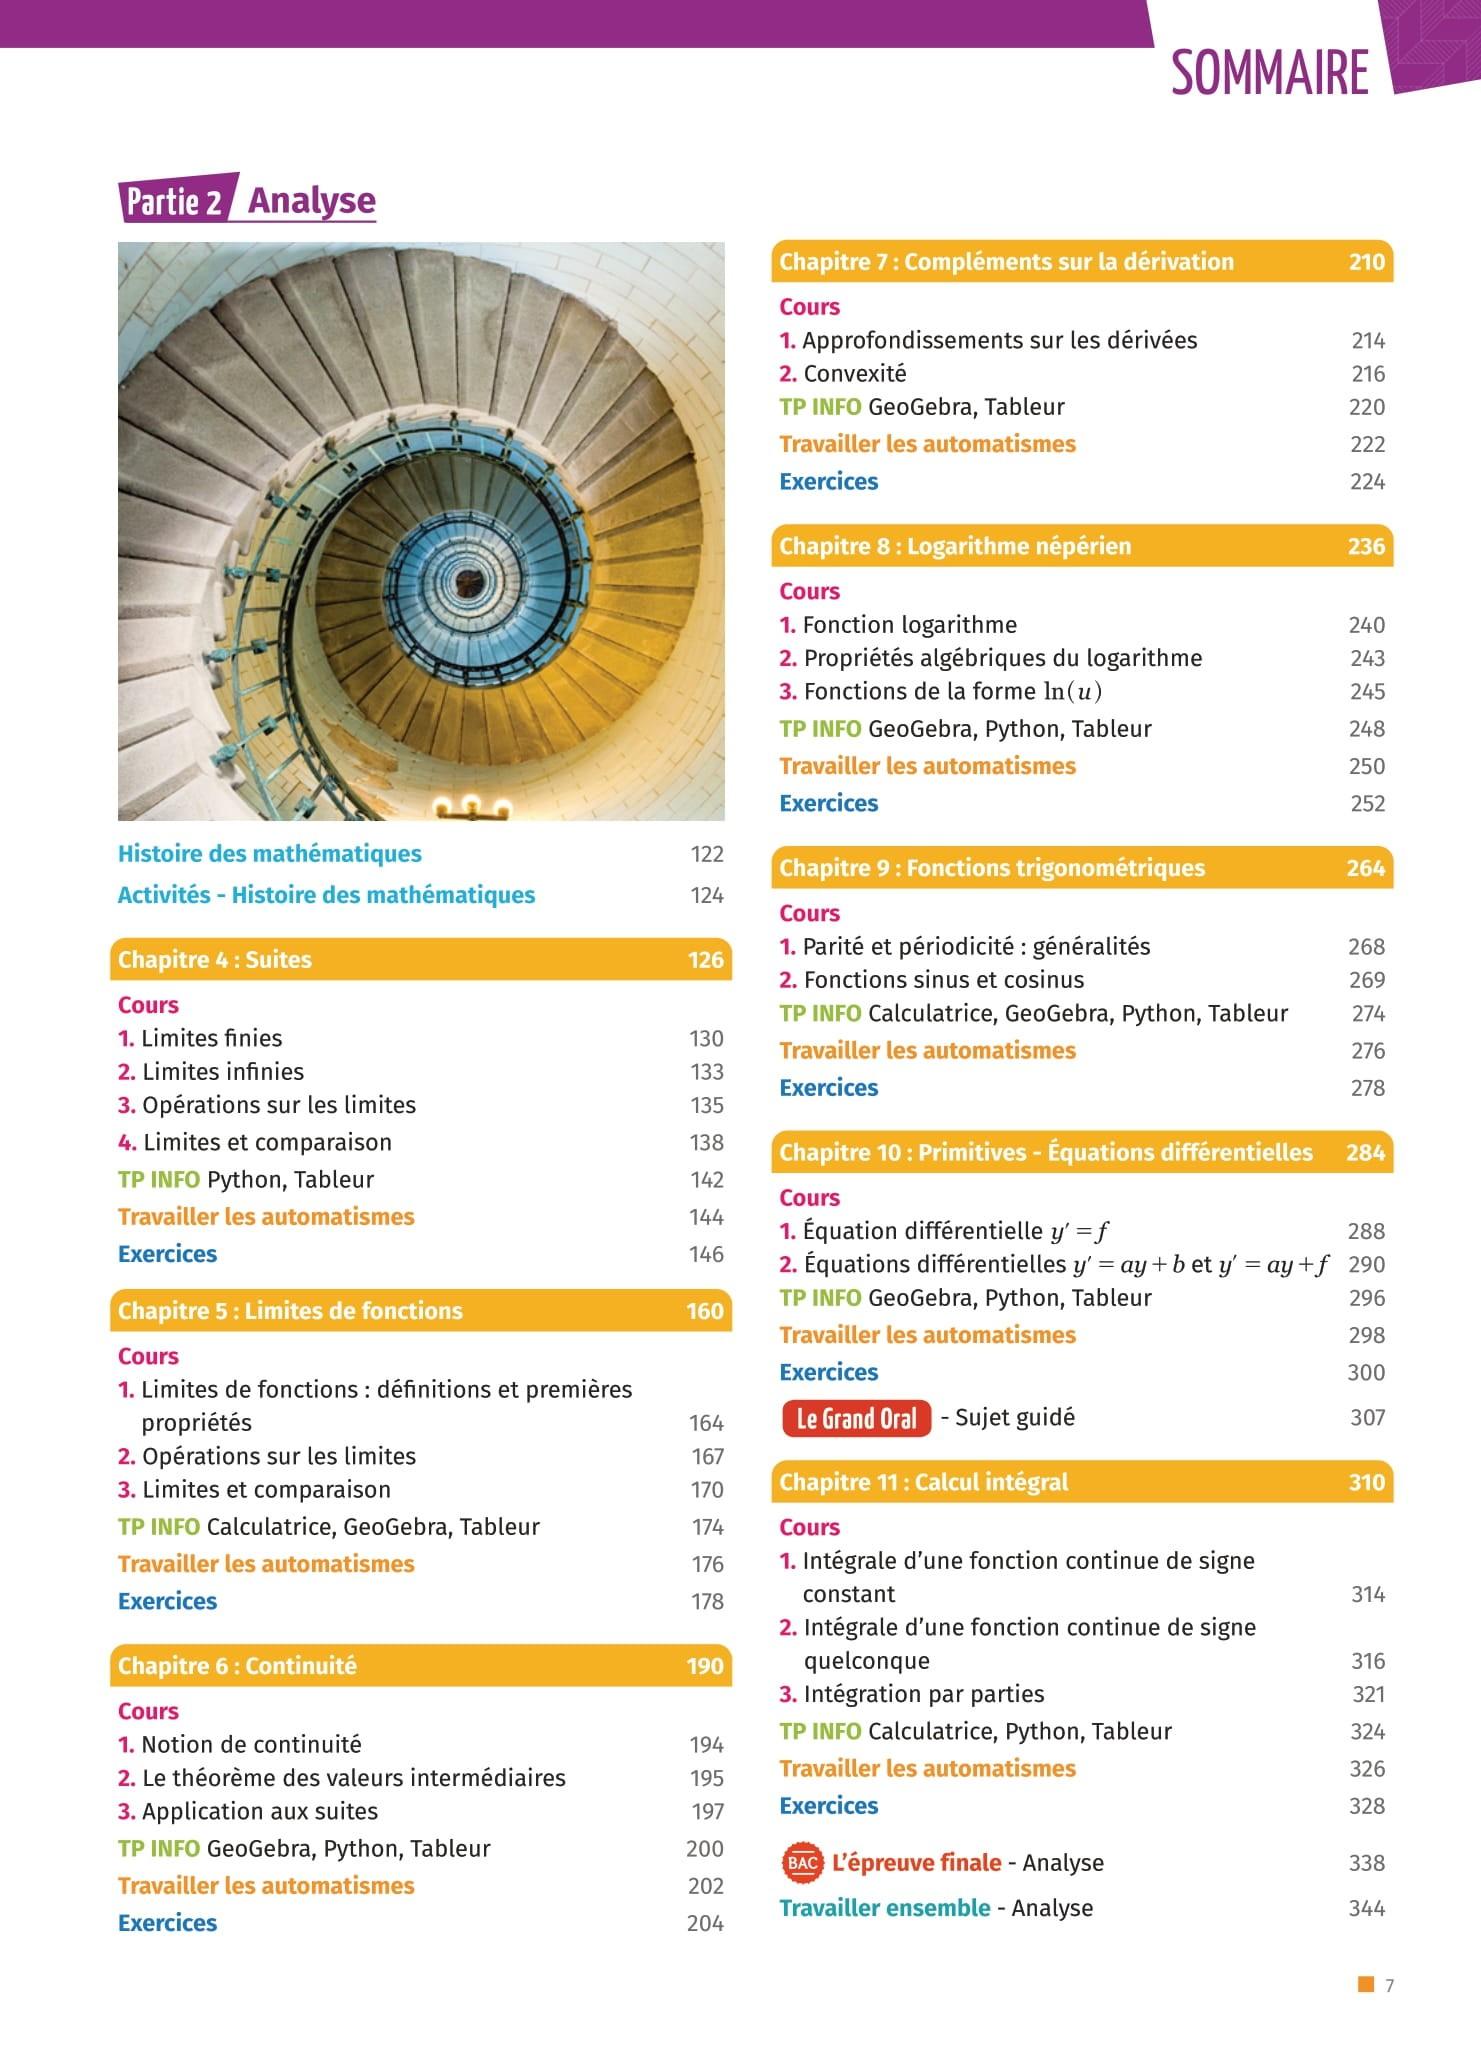 SOMMAIRE
Partie 2 Analyse
Histoire des mathématiques 122
Activités - Histoire des mathématiques 124
Chapitre 4 : Suites 126
Cours
1. Limites finies 130
2. Limites infinies 133
3. Opérations sur les limites 135
4. Limites et comparaison 138
TP INFO Python, Tableur 142
Travailler les automatismes 144
Exercices 146
Chapitre 5 : Limites de fonctions 160
Cours
1. Limites de fonctions : définitions et premières
propriétés 164
2. Opérations sur les limites 167
3. Limites et comparaison 170
TP INFO Calculatrice, GeoGebra, Tableur 174
Travailler les automatismes 176
Exercices 178
Chapitre 6 : Continuité 190
Cours
1. Notion de continuité 194
2. Le théorème des valeurs intermédiaires 195
3. Application aux suites 197
TP INFO GeoGebra, Python, Tableur 200
Travailler les automatismes 202
Exercices 204
Chapitre 7 : Compléments sur la dérivation 210
Cours
1. Approfondissements sur les dérivées 214
2. Convexité 216
TP INFO GeoGebra, Tableur 220
Travailler les automatismes 222
Exercices 224
Chapitre 8 : Logarithme népérien 236
Cours
1. Fonction logarithme 240
2. Propriétés algébriques du logarithme 243
3. Fonctions de la forme ln(u) 245
TP INFO GeoGebra, Python, Tableur 248
Travailler les automatismes 250
Exercices 252
Chapitre 9 : Fonctions trigonométriques 264
Cours
1. Parité et périodicité : généralités 268
2. Fonctions sinus et cosinus 269
TP INFO Calculatrice, GeoGebra, Python, Tableur 274
Travailler les automatismes 276
Exercices 278
Chapitre 10 : Primitives - Équations différentielles 284
Cours
1. Équation différentielle y′ = f 288
2. Équations différentielles y′ = ay + b et y′ = ay + f 290
TP INFO GeoGebra, Python, Tableur 296
Travailler les automatismes 298
Exercices 300
Le Grand Oral - Sujet guidé 307
Chapitre 11 : Calcul intégral 310
Cours
1. Intégrale d’une fonction continue de signe
constant 314
2. Intégrale d’une fonction continue de signe
quelconque 316
3. Intégration par parties 321
TP INFO Calculatrice, Python, Tableur 324
Travailler les automatismes 326
Exercices 328
BAC L’épreuve finale - Analyse 338
Travailler ensemble - Analyse 344
7